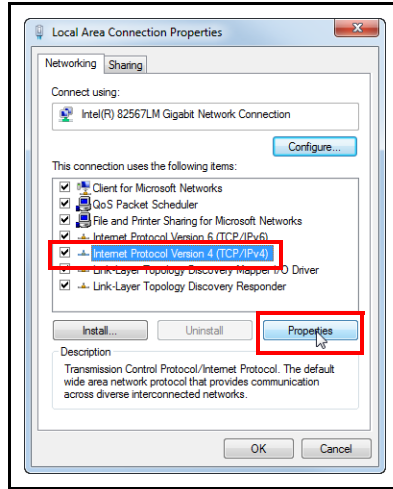 Local Area Connection Properties
Networking Sharing
Connect using:
Intel(R) 82567LM Gigabit Network Connection
Configure...
This connection uses the following items:
Client for Microsoft Networks
QoS Packet Scheduler
File and Printer Sharing for Microsoft Networks
Internet Protocol Version 6 (TCP/IPv6)
Internet Protocol Version 4 (TCP/IPv4)
Link-Layer Topology Discovery Mapper I/O Driver
Link-Layer Topology Discovery Responder
Install... Uninstall Properties
Description
Transmission Control Protocol/Internet Protocol. The default
wide area network protocol that provides communication
across diverse interconnected networks.
OK Cancel